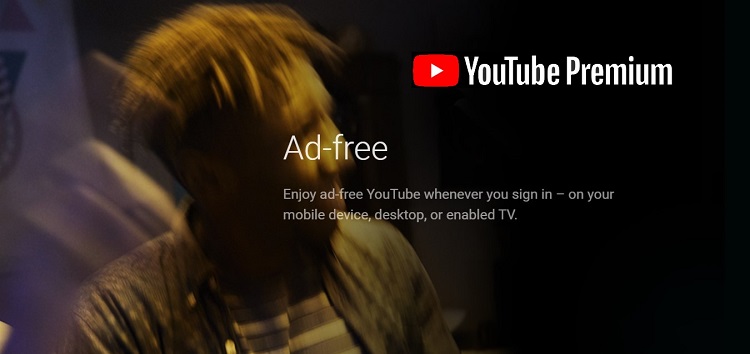 YouTube Premium
Ad-free
Enjoy ad-free YouTube whenever you sign in – on your
mobile device, desktop, or enabled TV.